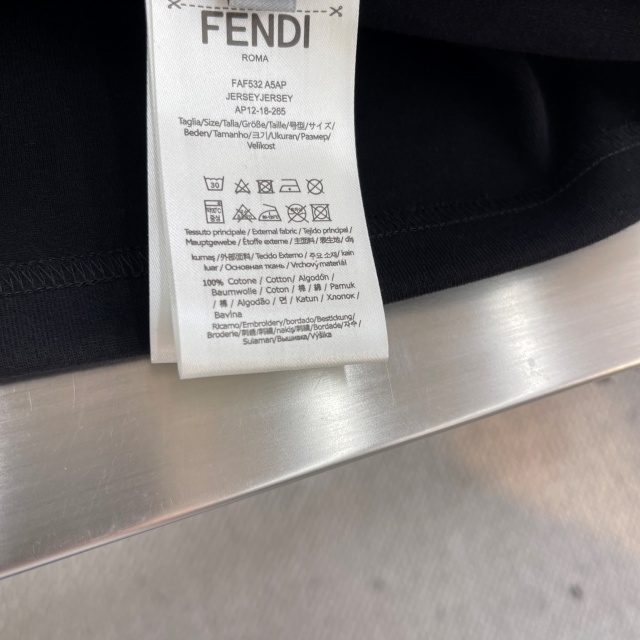 FENDI
ROMA
FAF532 A5AP
JERSEYJERSEY
AP12-18-265
Taglia/Size/Talla/Größe/Taille/号型/サイズ/
Beden/Tamanho/크기/Ukuran/Размер/
Velikost
30
Tessuto principale / External fabric / Tejido principal /
Hauptgewebe / Étoffe externe / 主面料 / 表生地/ dış
kumaş /外部面料/ Tecido Externo / 주요 소재/ kain
luar / Основная ткань / Vrchový materiál
100% Cotone / Cotton / Algodón /
Baumwolle / Coton / 棉 / 綿 / Pamuk
/ 棉 / Algodão / 면 / Katun / Хлопок /
Bavlna
Ricamo/Embroidery/bordado/Bestickung/
Broderie/刺绣/刺繍/nakış/刺繡/Bordado/자수 /
Sulaman/Вышивка/Výšivka/